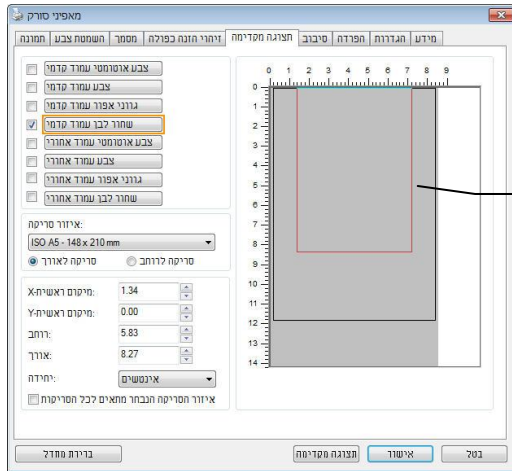 מאפיני סורק
תמונה השמטת צבע מסמך זיהוי הזנה כפולה תצוגה מקדימה סיבוב הפרדה הגדרות מידע
צבע אוטומטי עמוד קדמי
צבע עמוד קדמי
גרוני אפור עמוד קדמי
שחור לבן עמוד קדמי
צבע אוטומטי עמוד אחורי
צבע עמוד אחורי
גרוני אפור עמוד אחורי
שחור לבן עמוד אחורי
איזור סריקה:
ISO A5 - 148 x 210 mm
סריקה לאורך סריקה לרוחב
מיקום ראשית-X: 1.34
מיקום ראשית-Y: 0.00
רוחב: 5.83
אורך: 8.27
יחידה: אינטשים
איזור הסריקה הנבחר מתאים לכל הסריקות
0 1 2 3 4 5 6 7 8 9
0
1
2
3
4
5
6
7
8
9
10
11
12
13
14
ברירת מחדל תצוגה מקדימה אישור בטל